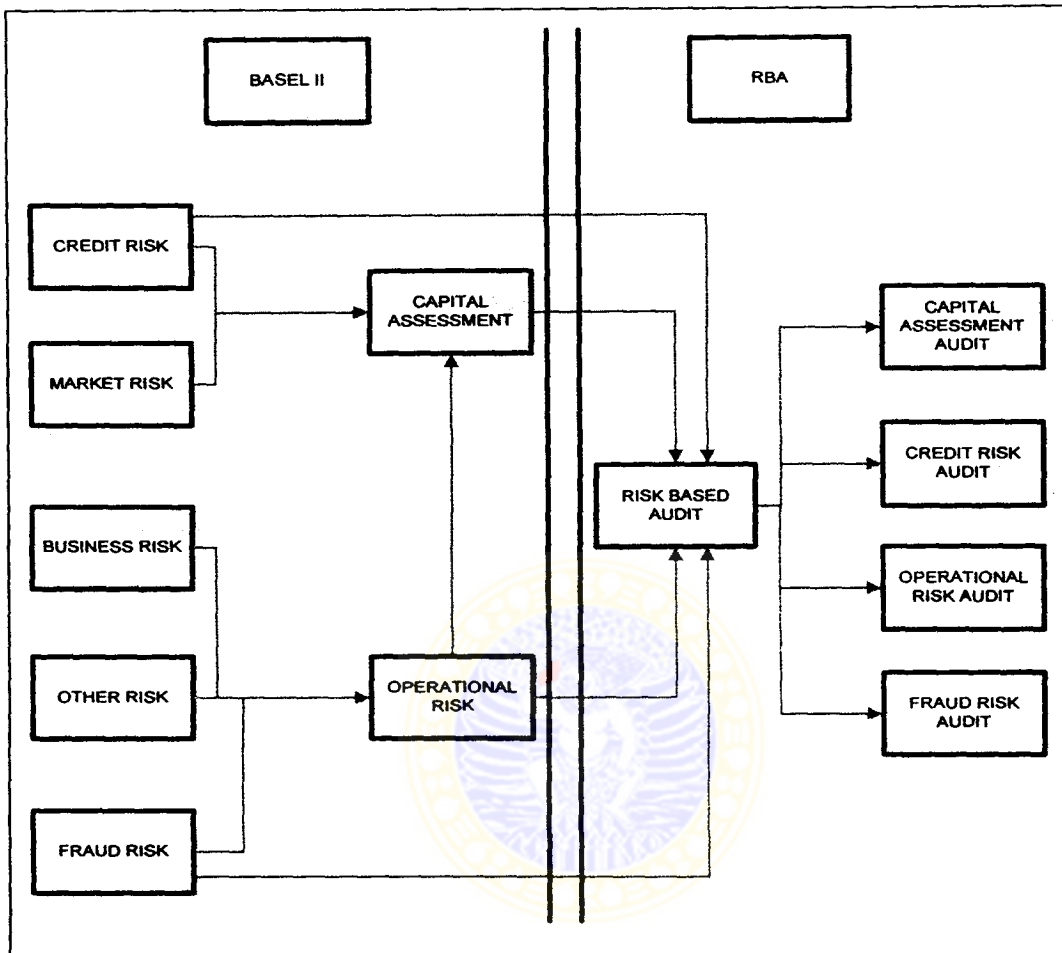 BASEL II
RBA
CREDIT RISK
MARKET RISK
CAPITAL
ASSESSMENT
BUSINESS RISK
OTHER RISK
FRAUD RISK
OPERATIONAL
RISK
RISK BASED
AUDIT
CAPITAL
ASSESSMENT
AUDIT
CREDIT RISK
AUDIT
OPERATIONAL
RISK AUDIT
FRAUD RISK
AUDIT